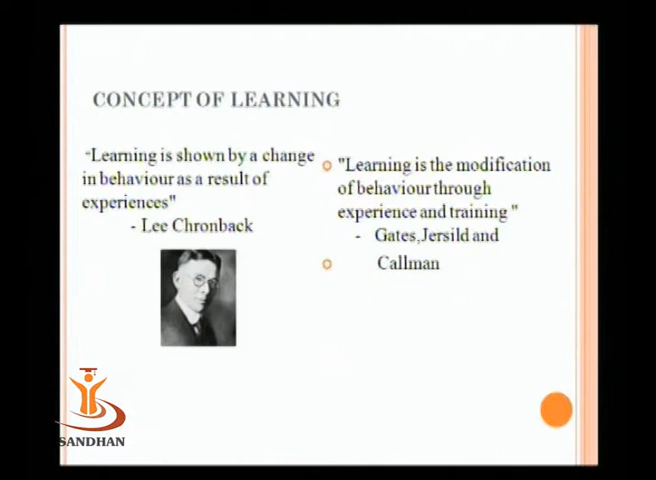 CONCEPT OF LEARNING
"Learning is shown by a change
in behaviour as a result of
experiences"
- Lee Chronback
"Learning is the modification
of behaviour through
experience and training "
- Gates,Jersild and
Callman
SANDHAN